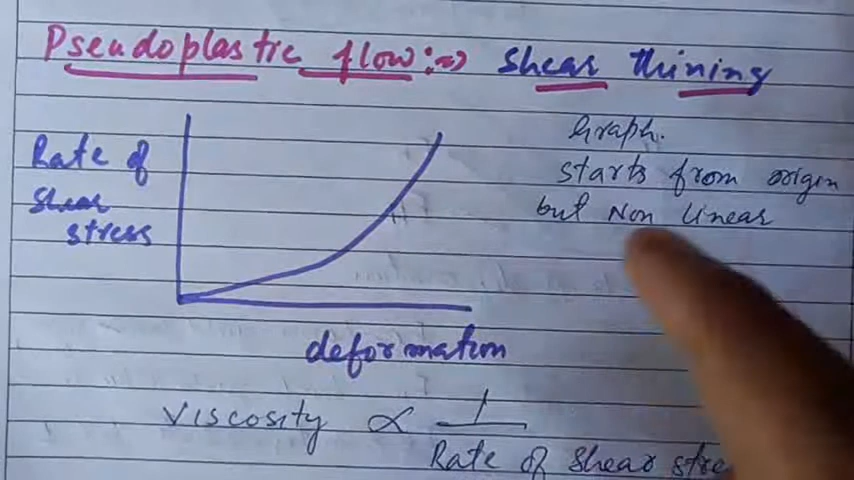 Pseudoplastic flow:⇒ Shear thining
Graph.
starts from origin
but Non linear
Rate of
shear
stress
deformation
Viscosity ∝ 1
Rate of Shear stre